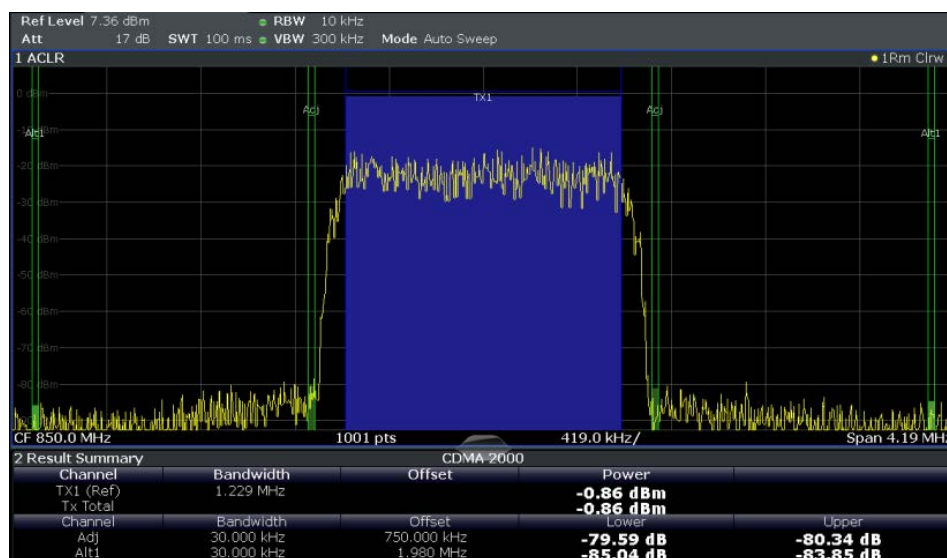 Ref Level 7.36 dBm RBW 10 kHz
Att 17 dB SWT 100 ms VBW 300 kHz Mode Auto Sweep
1 ACLR 1Rm Clrw
0 dBm
TX1
Adj Adj
-10 dBm
Alt1 Alt1
-20 dBm
-30 dBm
-40 dBm
-50 dBm
-60 dBm
-70 dBm
-80 dBm
CF 850.0 MHz 1001 pts 419.0 kHz/ Span 4.19 MHz
2 Result Summary CDMA 2000
Channel Bandwidth Offset Power
TX1 (Ref) 1.229 MHz -0.86 dBm
Tx Total -0.86 dBm
Channel Bandwidth Offset Lower Upper
Adj 30.000 kHz 750.000 kHz -79.59 dB -80.34 dB
Alt1 30.000 kHz 1.980 MHz -85.04 dB -83.85 dB